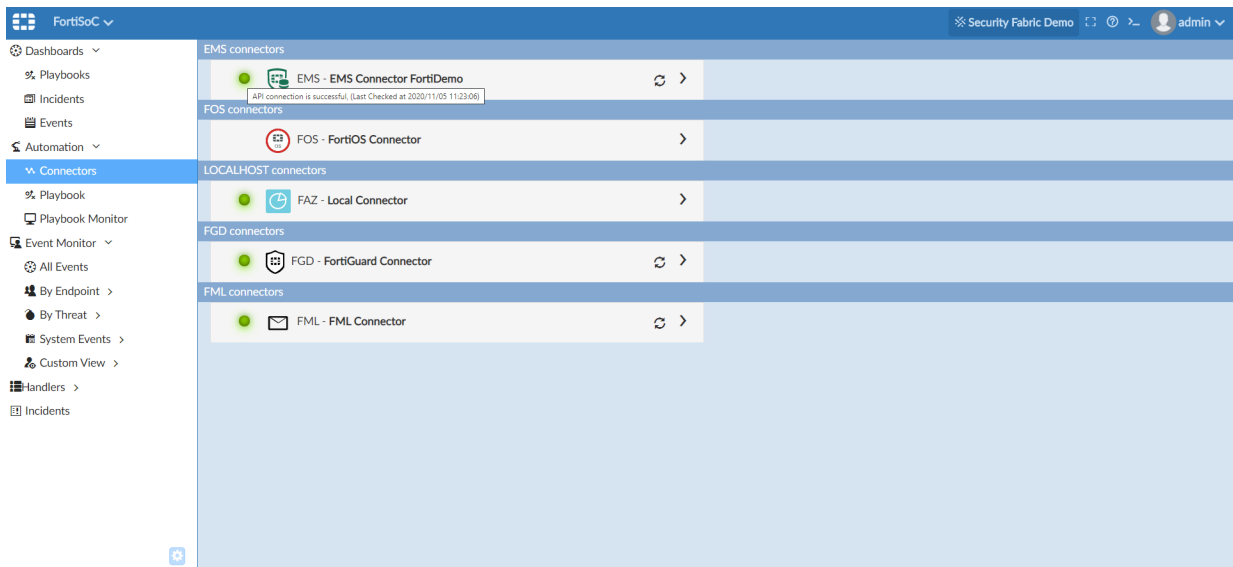 FortiSoC
Security Fabric Demo
admin
Dashboards
Playbooks
Incidents
Events
Automation
Connectors
Playbook
Playbook Monitor
Event Monitor
All Events
By Endpoint
By Threat
System Events
Custom View
Handlers
Incidents
EMS connectors
EMS - EMS Connector FortiDemo
API connection is successful, (Last Checked at 2020/11/05 11:23:06)
FOS connectors
OS
FOS - FortiOS Connector
LOCALHOST connectors
FAZ - Local Connector
FGD connectors
FGD - FortiGuard Connector
FML connectors
FML - FML Connector